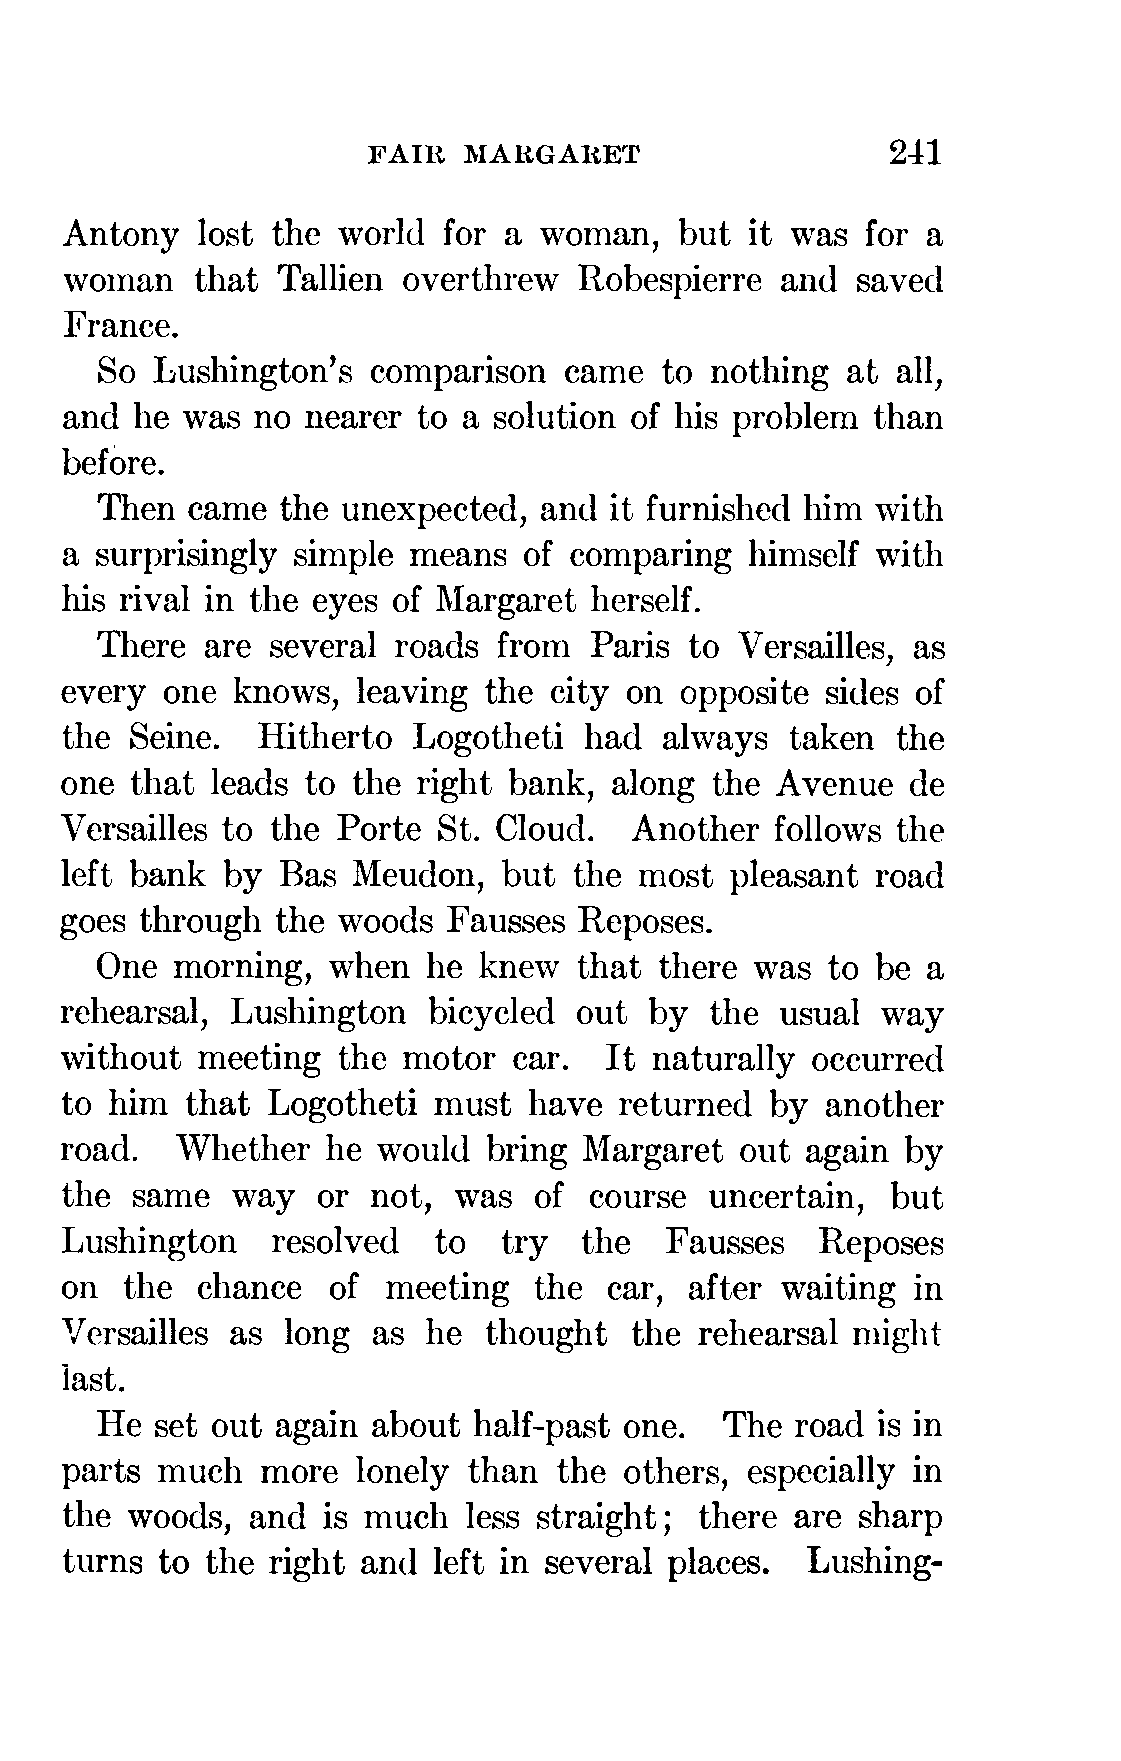 FAIR MARGARET 241
Antony lost the world for a woman, but it was for a
woman that Tallien overthrew Robespierre and saved
France.
So Lushington's comparison came to nothing at all,
and he was no nearer to a solution of his problem than
before.
Then came the unexpected, and it furnished him with
a surprisingly simple means of comparing himself with
his rival in the eyes of Margaret herself.
There are several roads from Paris to Versailles, as
every one knows, leaving the city on opposite sides of
the Seine. Hitherto Logotheti had always taken the
one that leads to the right bank, along the Avenue de
Versailles to the Porte St. Cloud. Another follows the
left bank by Bas Meudon, but the most pleasant road
goes through the woods Fausses Reposes.
One morning, when he knew that there was to be a
rehearsal, Lushington bicycled out by the usual way
without meeting the motor car. It naturally occurred
to him that Logotheti must have returned by another
road. Whether he would bring Margaret out again by
the same way or not, was of course uncertain, but
Lushington resolved to try the Fausses Reposes
on the chance of meeting the car, after waiting in
Versailles as long as he thought the rehearsal might
last.
He set out again about half-past one. The road is in
parts much more lonely than the others, especially in
the woods, and is much less straight; there are sharp
turns to the right and left in several places. Lushing-